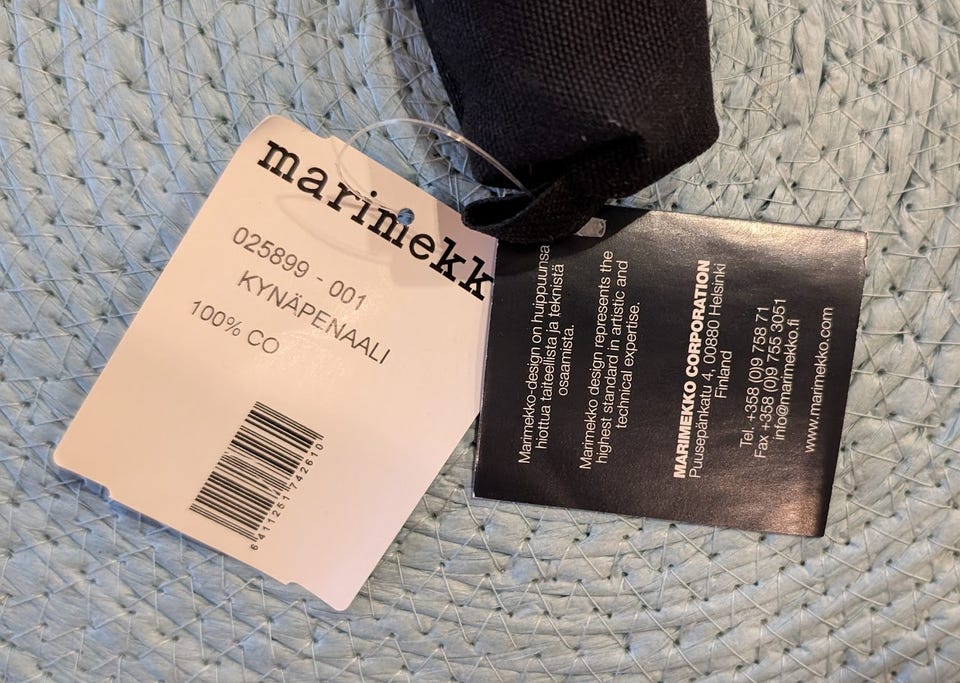 marimekk
025899 - 001
KYNÄPENAALI
100% CO
6 411251 742610
Marimekko-design on huippuunsa
hiottua taiteellista ja teknistä
osaamista.
Marimekko design represents the
highest standard in artistic and
technical expertise.
MARIMEKKO CORPORATION
Puusepänkatu 4, 00880 Helsinki
Finland
Tel. +358 (0)9 758 71
Fax +358 (0)9 755 3051
info@marimekko.fi
www.marimekko.com